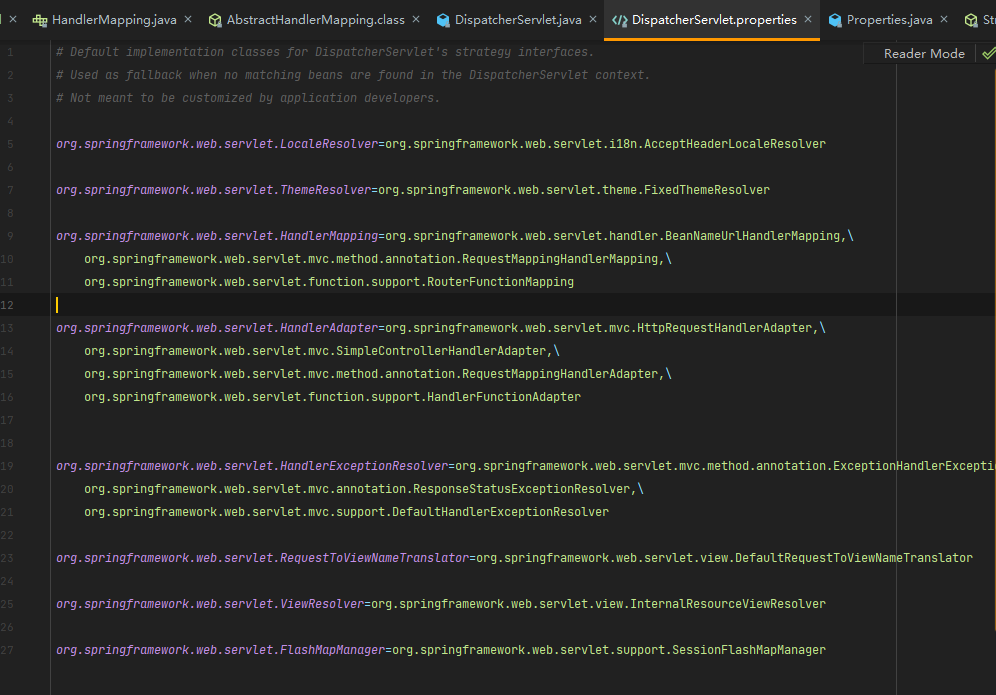 HandlerMapping.java AbstractHandlerMapping.class DispatcherServlet.java DispatcherServlet.properties Properties.java
Reader Mode
1 # Default implementation classes for DispatcherServlet's strategy interfaces.
2 # Used as fallback when no matching beans are found in the DispatcherServlet context.
3 # Not meant to be customized by application developers.
4
5 org.springframework.web.servlet.LocaleResolver=org.springframework.web.servlet.i18n.AcceptHeaderLocaleResolver
6
7 org.springframework.web.servlet.ThemeResolver=org.springframework.web.servlet.theme.FixedThemeResolver
8
9 org.springframework.web.servlet.HandlerMapping=org.springframework.web.servlet.handler.BeanNameUrlHandlerMapping,\
10 org.springframework.web.servlet.mvc.method.annotation.RequestMappingHandlerMapping,\
11 org.springframework.web.servlet.function.support.RouterFunctionMapping
12
13 org.springframework.web.servlet.HandlerAdapter=org.springframework.web.servlet.mvc.HttpRequestHandlerAdapter,\
14 org.springframework.web.servlet.mvc.SimpleControllerHandlerAdapter,\
15 org.springframework.web.servlet.mvc.method.annotation.RequestMappingHandlerAdapter,\
16 org.springframework.web.servlet.function.support.HandlerFunctionAdapter
17
18
19 org.springframework.web.servlet.HandlerExceptionResolver=org.springframework.web.servlet.mvc.method.annotation.ExceptionHandlerExcepti
20 org.springframework.web.servlet.mvc.annotation.ResponseStatusExceptionResolver,\
21 org.springframework.web.servlet.mvc.support.DefaultHandlerExceptionResolver
22
23 org.springframework.web.servlet.RequestToViewNameTranslator=org.springframework.web.servlet.view.DefaultRequestToViewNameTranslator
24
25 org.springframework.web.servlet.ViewResolver=org.springframework.web.servlet.view.InternalResourceViewResolver
26
27 org.springframework.web.servlet.FlashMapManager=org.springframework.web.servlet.support.SessionFlashMapManager